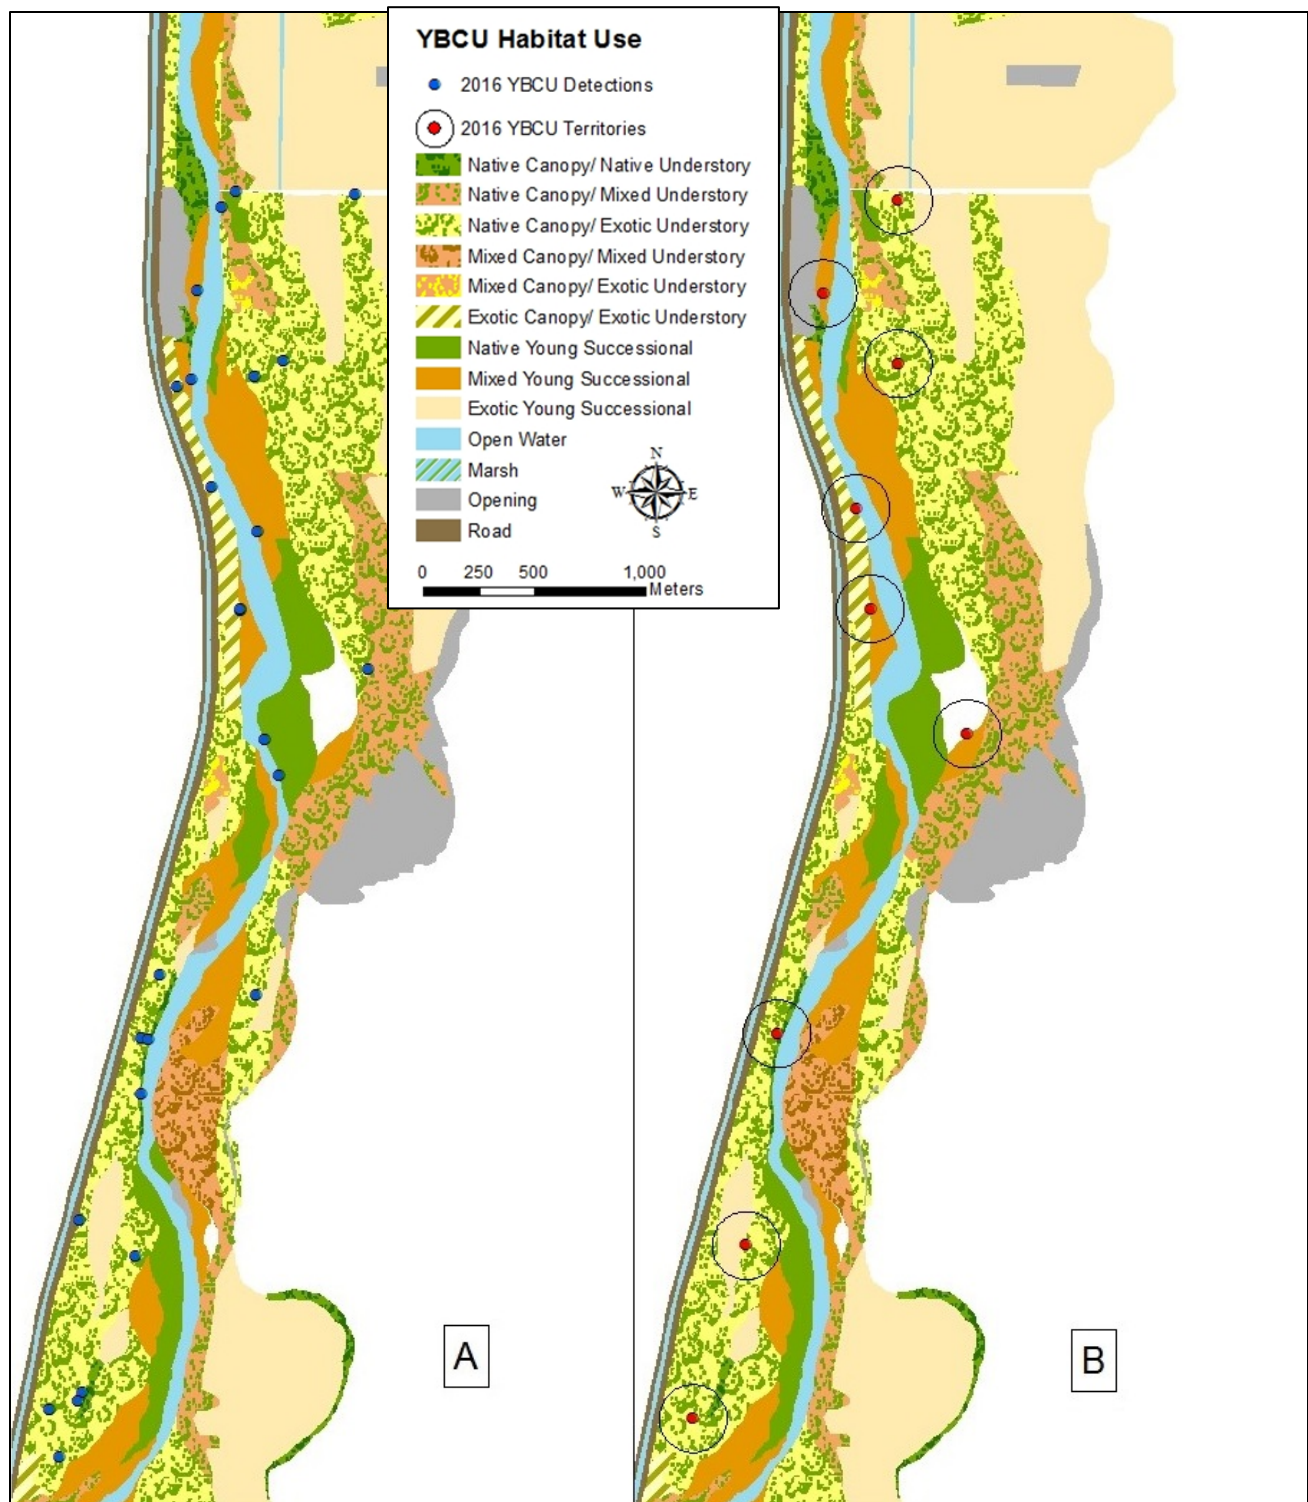 YBCU Habitat Use
2016 YBCU Detections
2016 YBCU Territories
Native Canopy/ Native Understory
Native Canopy/ Mixed Understory
Native Canopy/ Exotic Understory
Mixed Canopy/ Mixed Understory
Mixed Canopy/ Exotic Understory
Exotic Canopy/ Exotic Understory
Native Young Successional
Mixed Young Successional
Exotic Young Successional
Open Water
Marsh
Opening
Road
N
W E
S
0 250 500 1,000
Meters
A
B